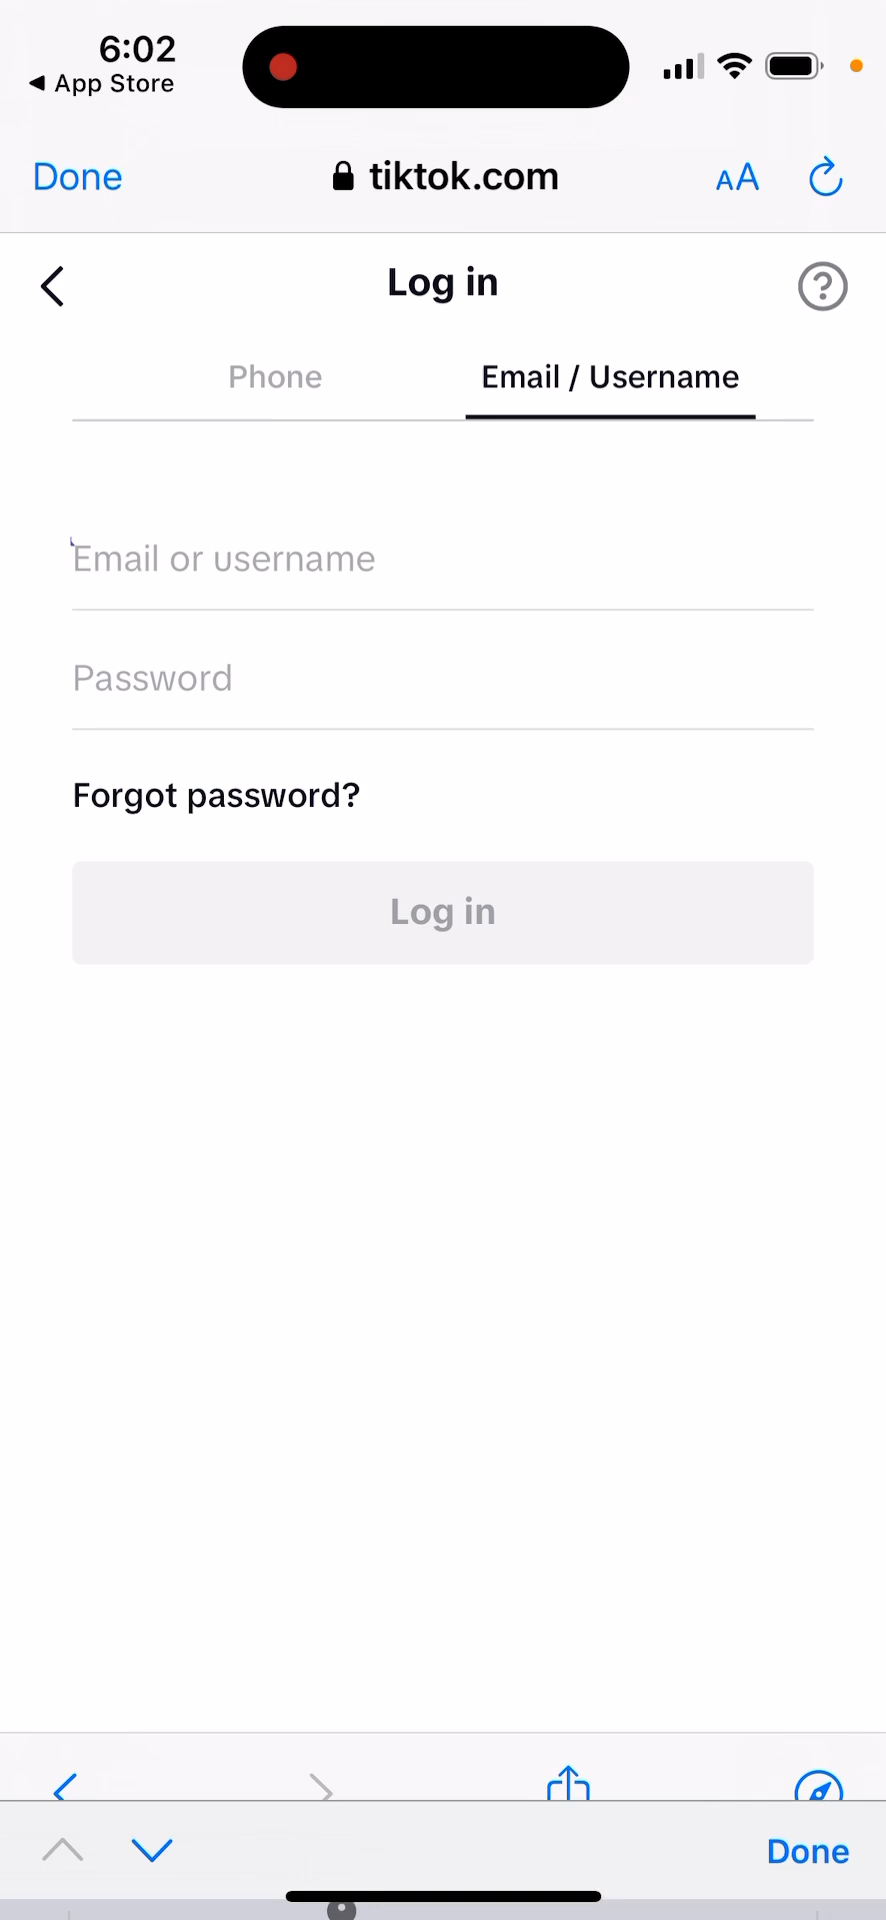 6:02
◀ App Store
Done
tiktok.com
AA
Log in
Phone
Email / Username
Email or username
Password
Forgot password?
Log in
Done